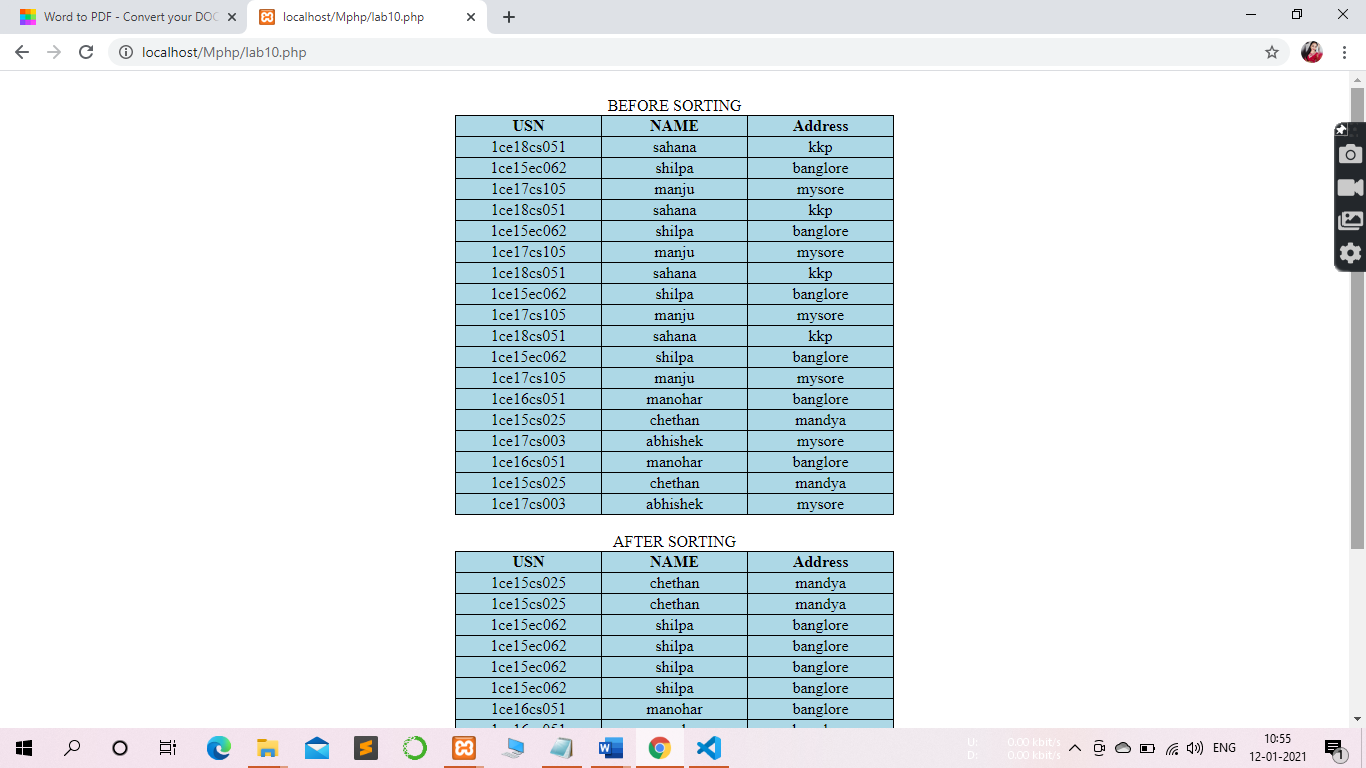 Word to PDF - Convert your DOC
localhost/Mphp/lab10.php
localhost/Mphp/lab10.php
BEFORE SORTING
USN NAME Address
1ce18cs051 sahana kkp
1ce15ec062 shilpa banglore
1ce17cs105 manju mysore
1ce18cs051 sahana kkp
1ce15ec062 shilpa banglore
1ce17cs105 manju mysore
1ce18cs051 sahana kkp
1ce15ec062 shilpa banglore
1ce17cs105 manju mysore
1ce18cs051 sahana kkp
1ce15ec062 shilpa banglore
1ce17cs105 manju mysore
1ce16cs051 manohar banglore
1ce15cs025 chethan mandya
1ce17cs003 abhishek mysore
1ce16cs051 manohar banglore
1ce15cs025 chethan mandya
1ce17cs003 abhishek mysore
AFTER SORTING
USN NAME Address
1ce15cs025 chethan mandya
1ce15cs025 chethan mandya
1ce15ec062 shilpa banglore
1ce15ec062 shilpa banglore
1ce15ec062 shilpa banglore
1ce15ec062 shilpa banglore
1ce16cs051 manohar banglore
U: 0.00 kbit/s
D: 0.00 kbit/s
ENG
10:55
12-01-2021
1